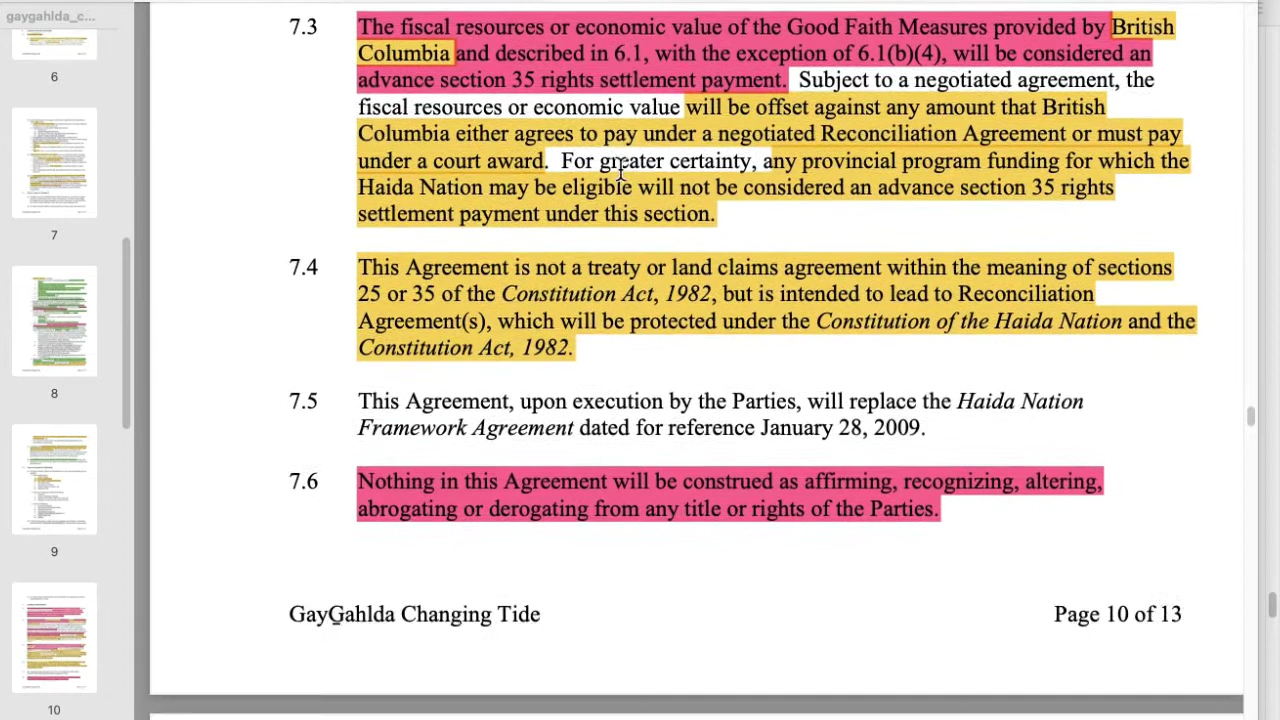 gaygahlda_c...
6
7
8
9
10
7.3 The fiscal resources or economic value of the Good Faith Measures provided by British
Columbia and described in 6.1, with the exception of 6.1(b)(4), will be considered an
advance section 35 rights settlement payment. Subject to a negotiated agreement, the
fiscal resources or economic value will be offset against any amount that British
Columbia either agrees to pay under a negotiated Reconciliation Agreement or must pay
under a court award. For greater certainty, any provincial program funding for which the
Haida Nation may be eligible will not be considered an advance section 35 rights
settlement payment under this section.
7.4 This Agreement is not a treaty or land claims agreement within the meaning of sections
25 or 35 of the Constitution Act, 1982, but is intended to lead to Reconciliation
Agreement(s), which will be protected under the Constitution of the Haida Nation and the
Constitution Act, 1982.
7.5 This Agreement, upon execution by the Parties, will replace the Haida Nation
Framework Agreement dated for reference January 28, 2009.
7.6 Nothing in this Agreement will be construed as affirming, recognizing, altering,
abrogating or derogating from any title or rights of the Parties.
GayG̲ahlda Changing Tide Page 10 of 13